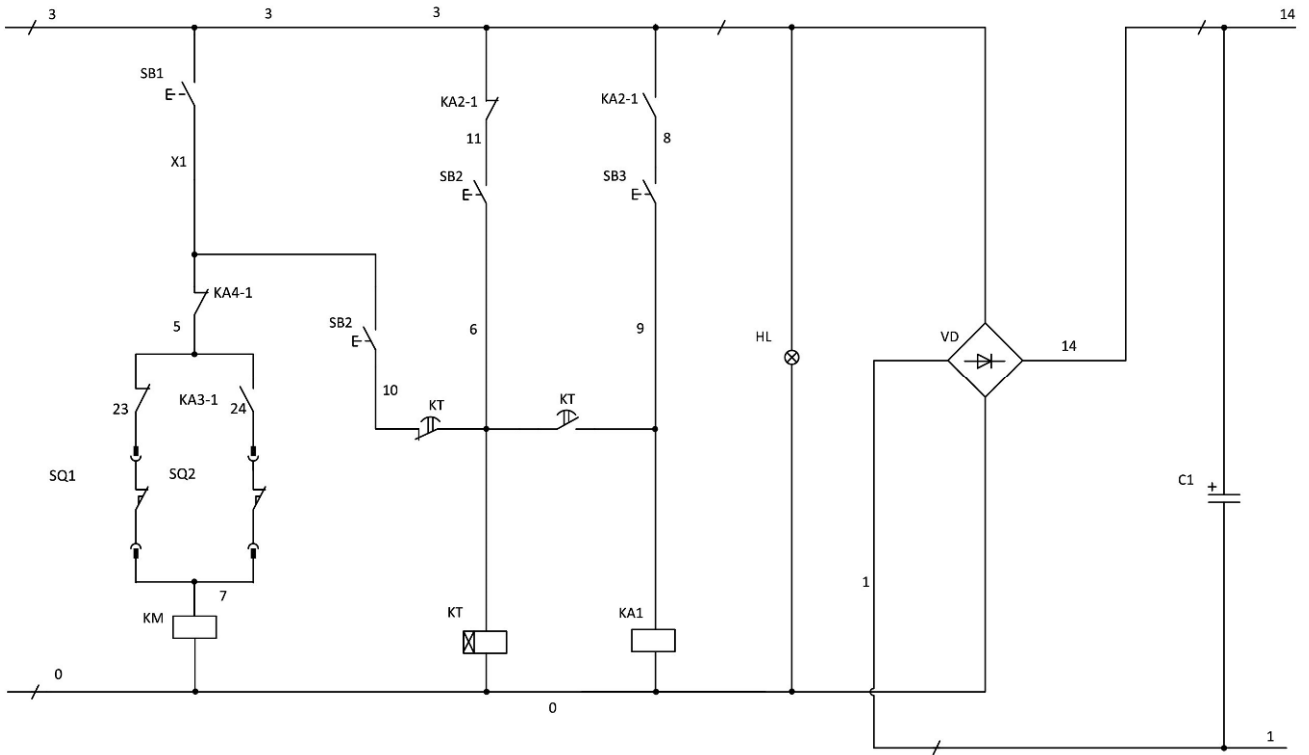 3 3 3 14
SB1
KA2-1 KA2-1
11 8
X1
SB2 SB3
KA4-1
5 SB2 6 9 HL VD 14
10
23 KA3-1 24 KT KT
SQ1 SQ2 C1 +
1
7
KM KT KA1
0
0 1